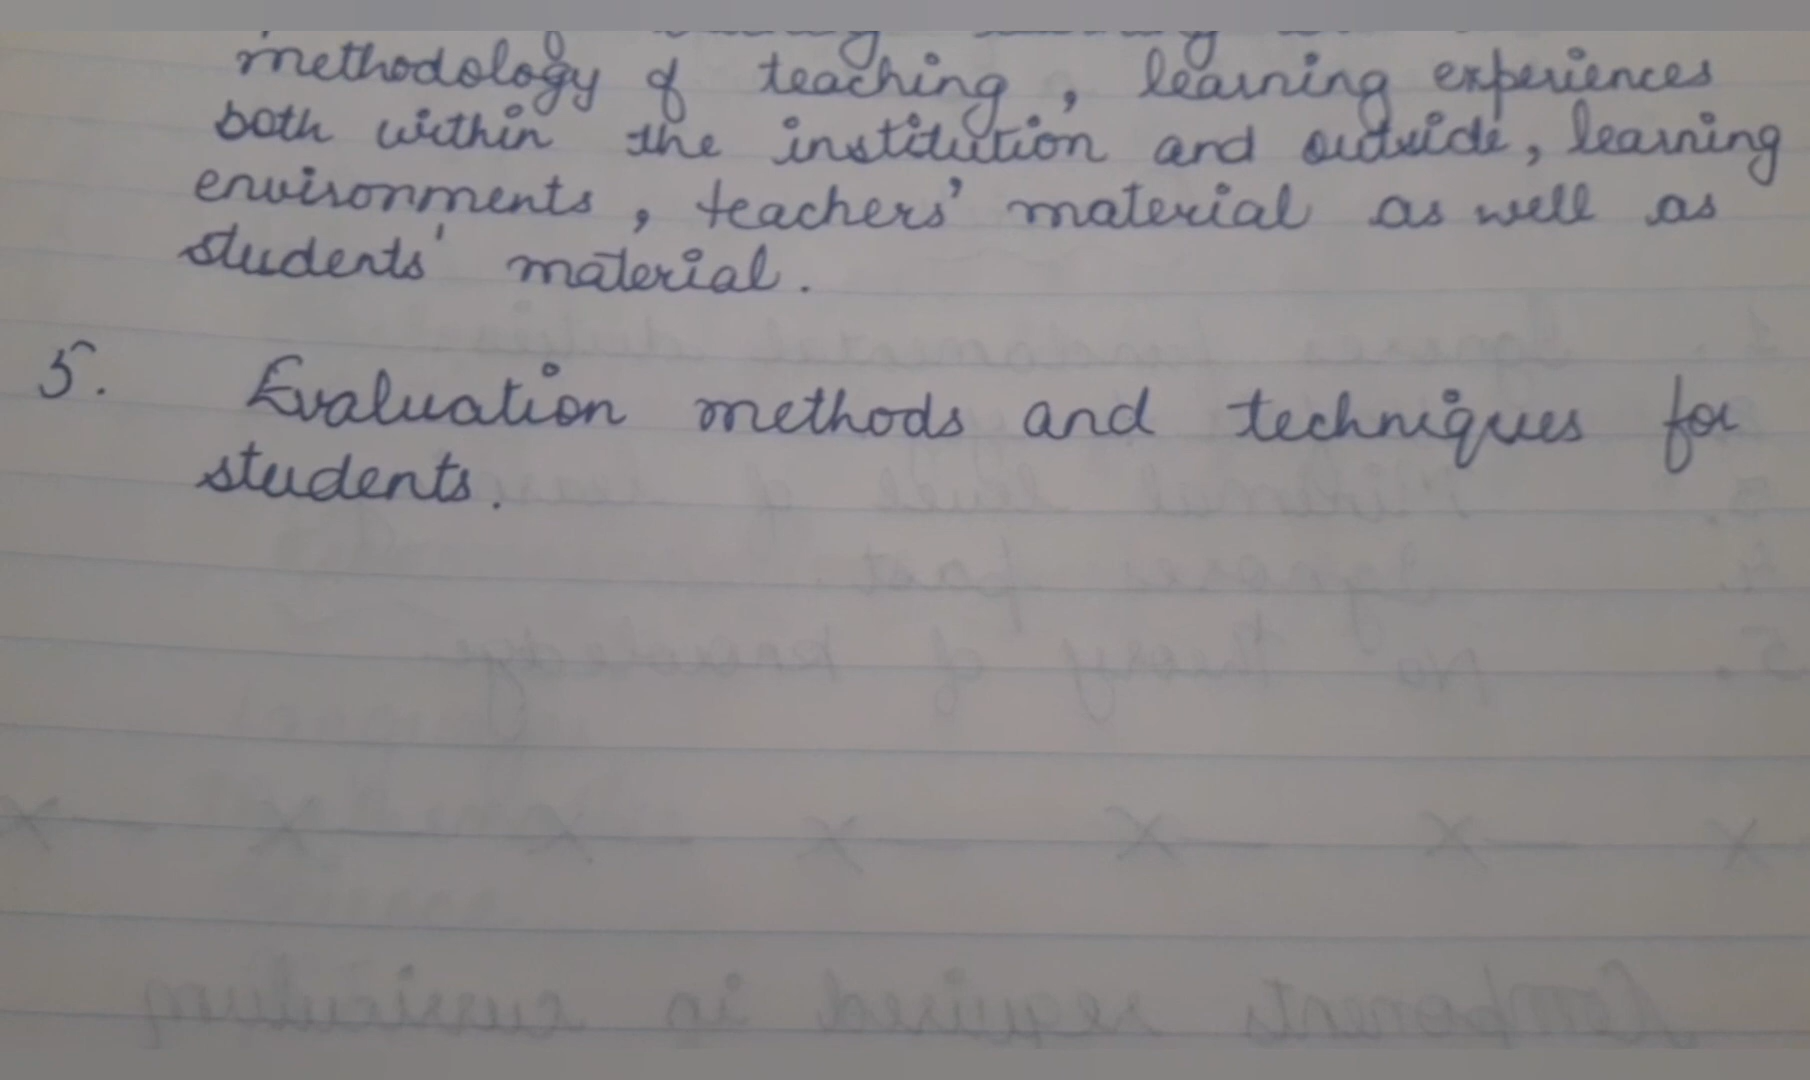 methodology of teaching, learning experiences
both within the institution and outside, learning
environments, teachers' material as well as
students' material.
5. Evaluation methods and techniques for
students.